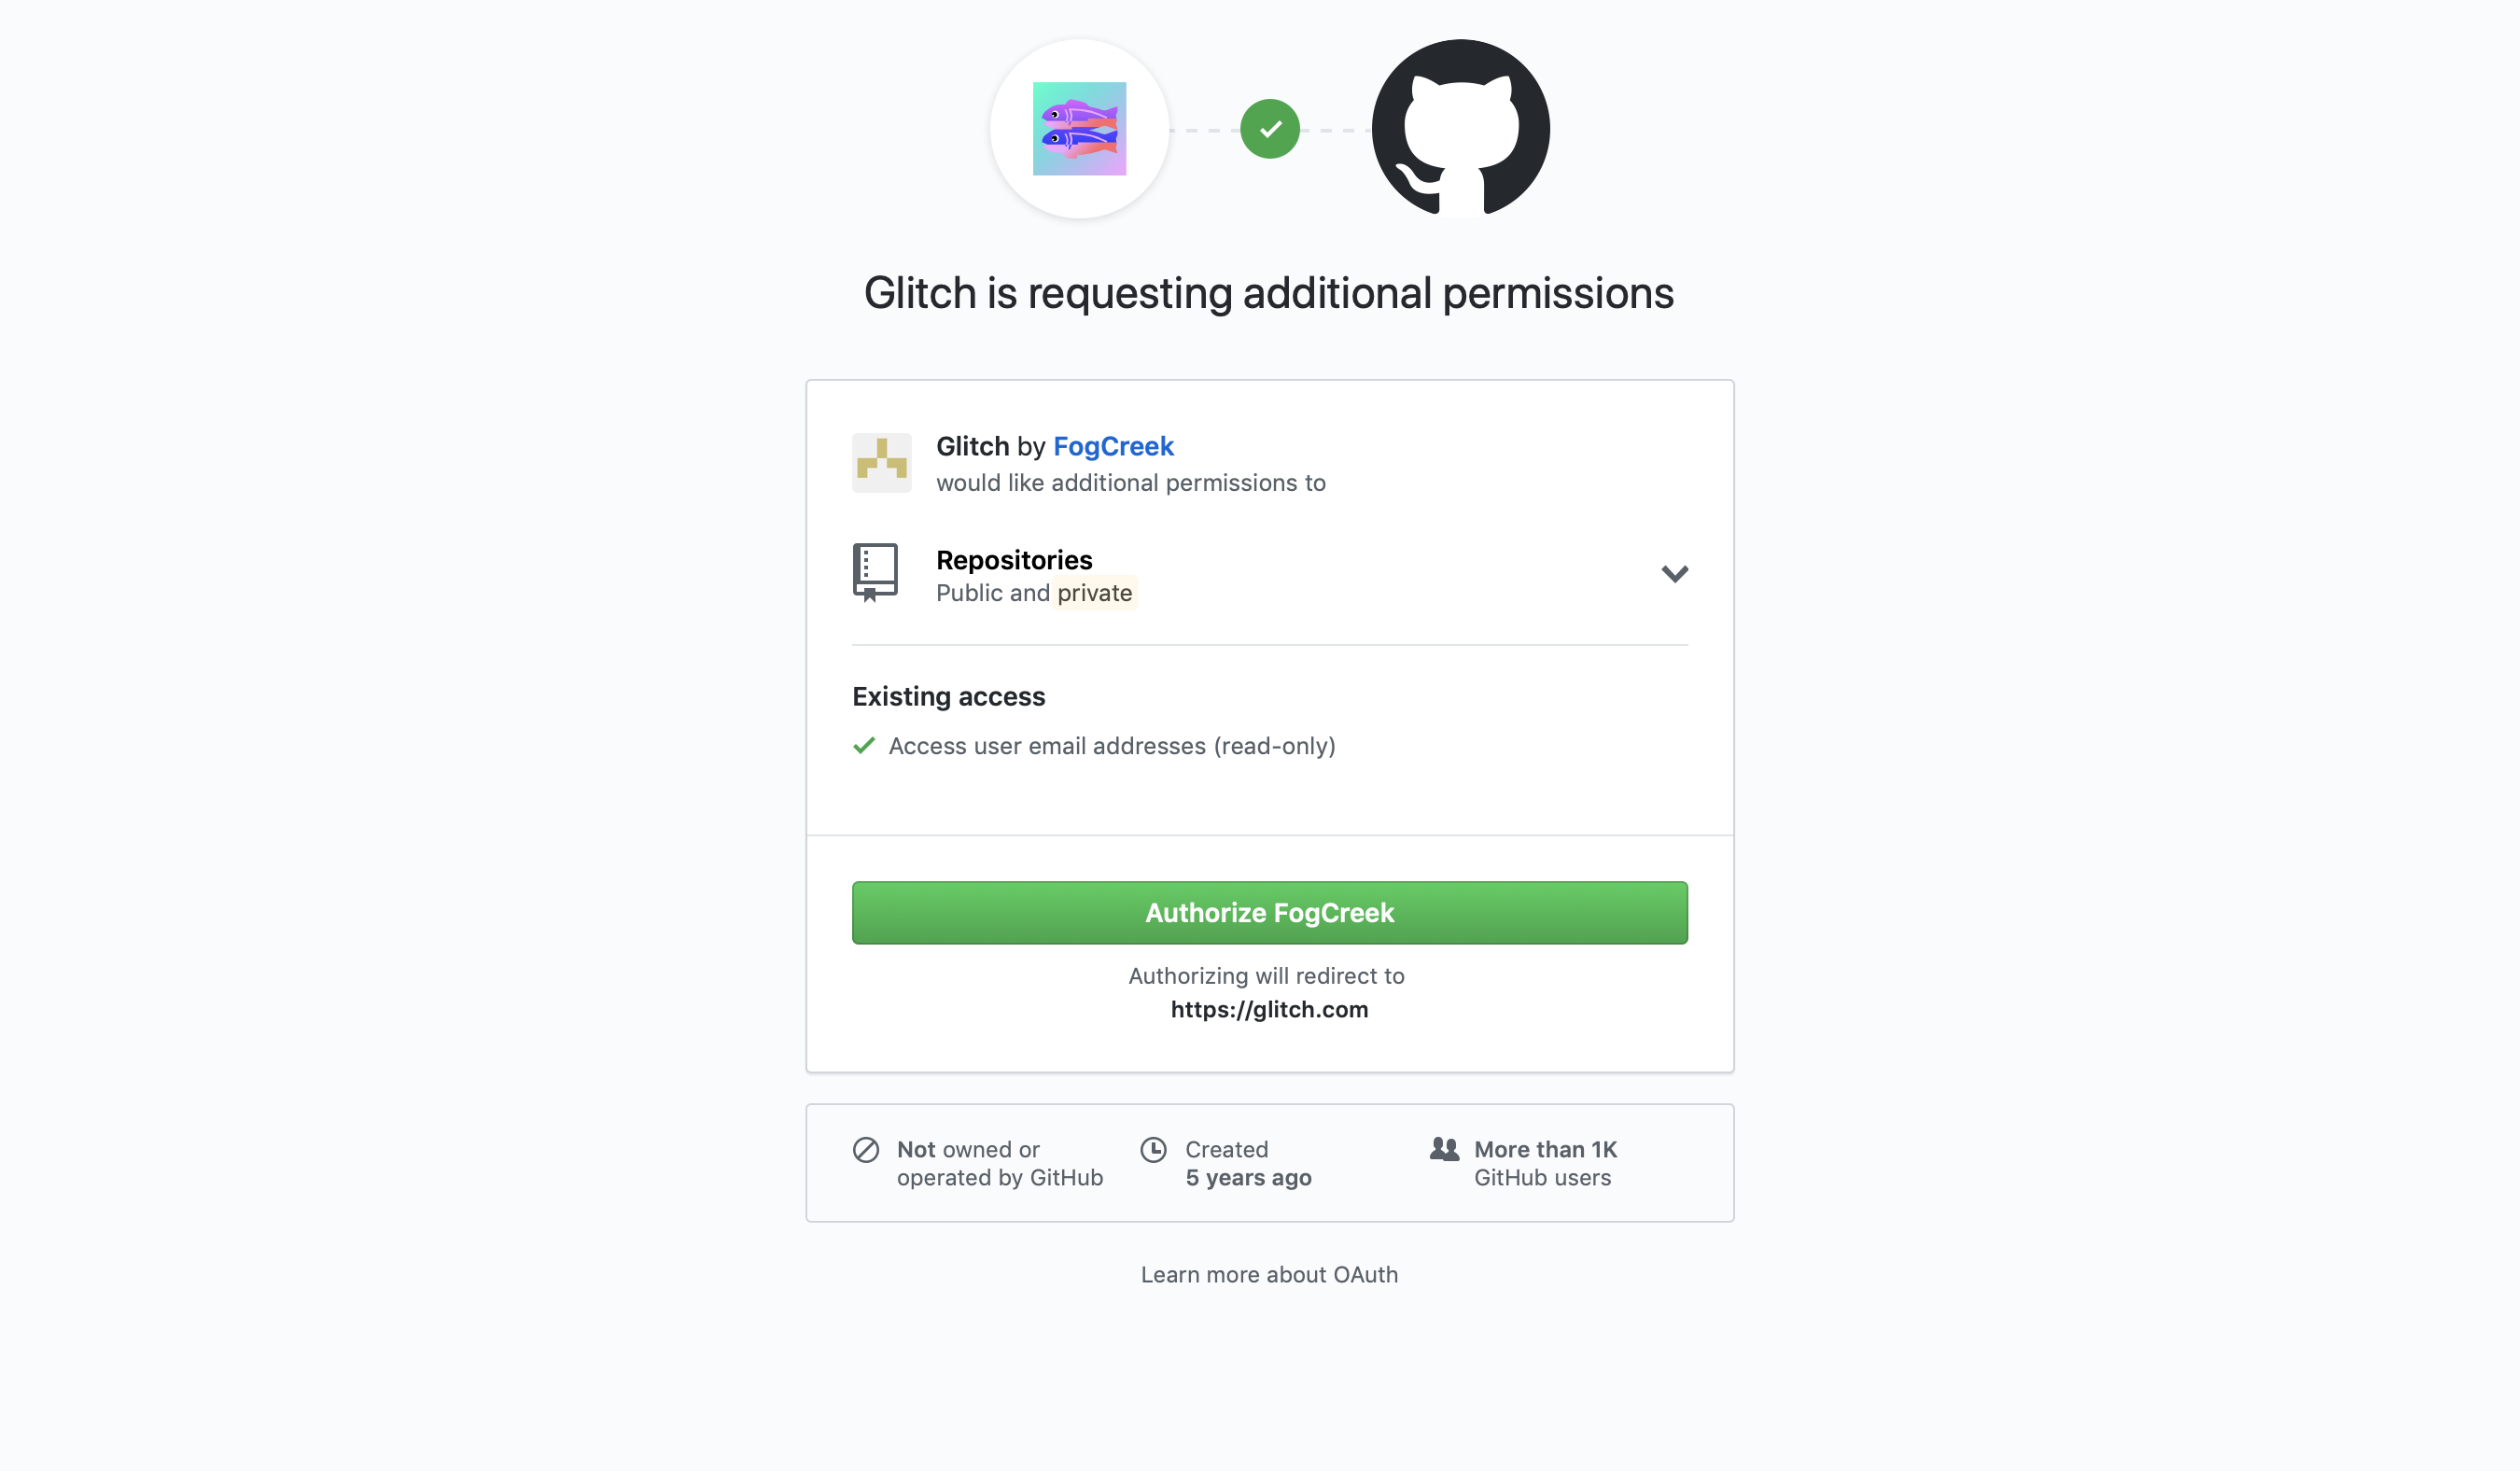 Glitch is requesting additional permissions
Glitch by FogCreek
would like additional permissions to
Repositories
Public and private
Existing access
Access user email addresses (read-only)
Authorize FogCreek
Authorizing will redirect to
https://glitch.com
Not owned or
operated by GitHub
Created
5 years ago
More than 1K
GitHub users
Learn more about OAuth